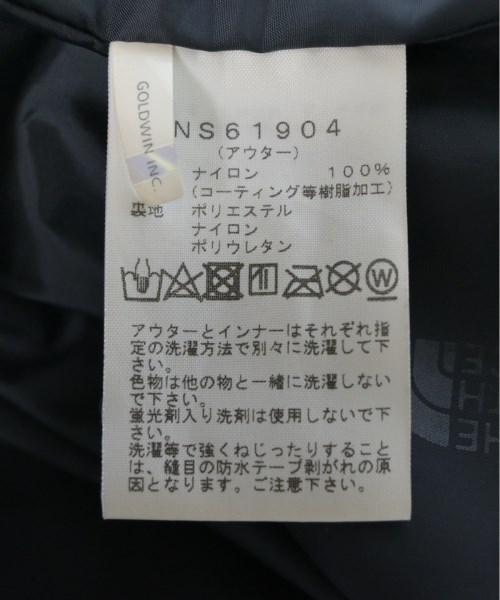 GOLDWIN INC.
NS61904
(アウター)
ナイロン 100%
(コーティング等樹脂加工)
裏地 ポリエステル
ナイロン
ポリウレタン
W
アウターとインナーはそれぞれ指
定の洗濯方法で別々に洗濯して下
さい。
色物は他の物と一緒に洗濯しない
で下さい。
蛍光剤入り洗剤は使用しないで下
さい。
洗濯等で強くねじったりすること
は、縫目の防水テープ剥がれの原
因となります。ご注意下さい。